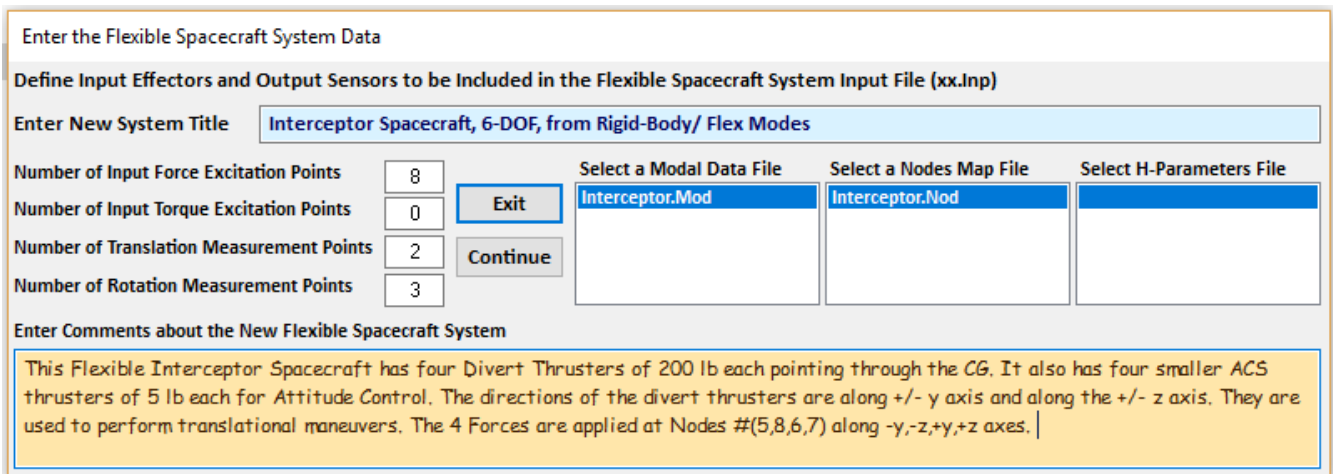 Enter the Flexible Spacecraft System Data
Define Input Effectors and Output Sensors to be Included in the Flexible Spacecraft System Input File (xx.Inp)
Enter New System Title Interceptor Spacecraft, 6-DOF, from Rigid-Body/ Flex Modes
Number of Input Force Excitation Points 8
Number of Input Torque Excitation Points 0
Number of Translation Measurement Points 2
Number of Rotation Measurement Points 3
Exit
Continue
Select a Modal Data File
Interceptor.Mod
Select a Nodes Map File
Interceptor.Nod
Select H-Parameters File
Enter Comments about the New Flexible Spacecraft System
This Flexible Interceptor Spacecraft has four Divert Thrusters of 200 lb each pointing through the CG. It also has four smaller ACS
thrusters of 5 lb each for Attitude Control. The directions of the divert thrusters are along +/- y axis and along the +/- z axis. They are
used to perform translational maneuvers. The 4 Forces are applied at Nodes #(5,8,6,7) along -y,-z,+y,+z axes.